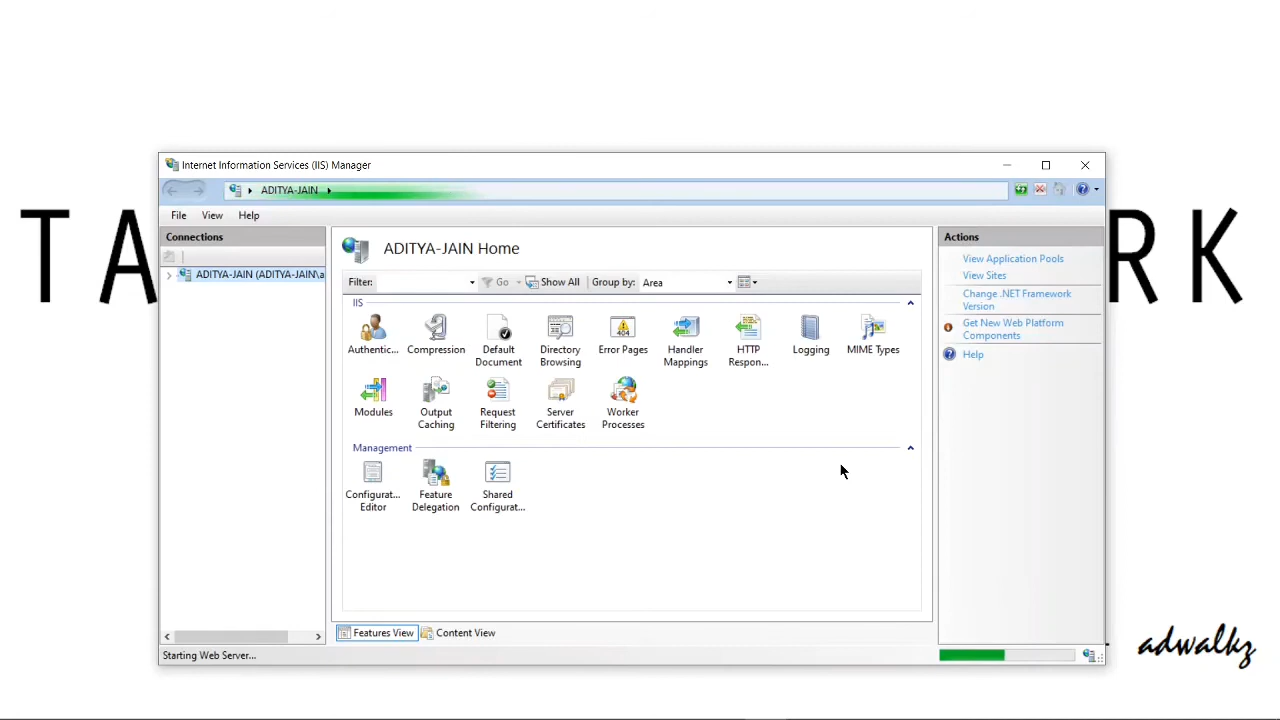 Internet Information Services (IIS) Manager
ADITYA-JAIN
File View Help
Connections
ADITYA-JAIN (ADITYA-JAIN\a
ADITYA-JAIN Home
Filter: Go Show All Group by: Area
IIS
Authentic...
Compression
Default
Document
Directory
Browsing
Error Pages
404
Handler
Mappings
HTTP
Respon...
Logging
MIME Types
Modules
Output
Caching
Request
Filtering
Server
Certificates
Worker
Processes
Management
Configurat...
Editor
Feature
Delegation
Shared
Configurat...
Features View Content View
Starting Web Server...
Actions
View Application Pools
View Sites
Change .NET Framework
Version
Get New Web Platform
Components
Help
T A
R K
adwalkz